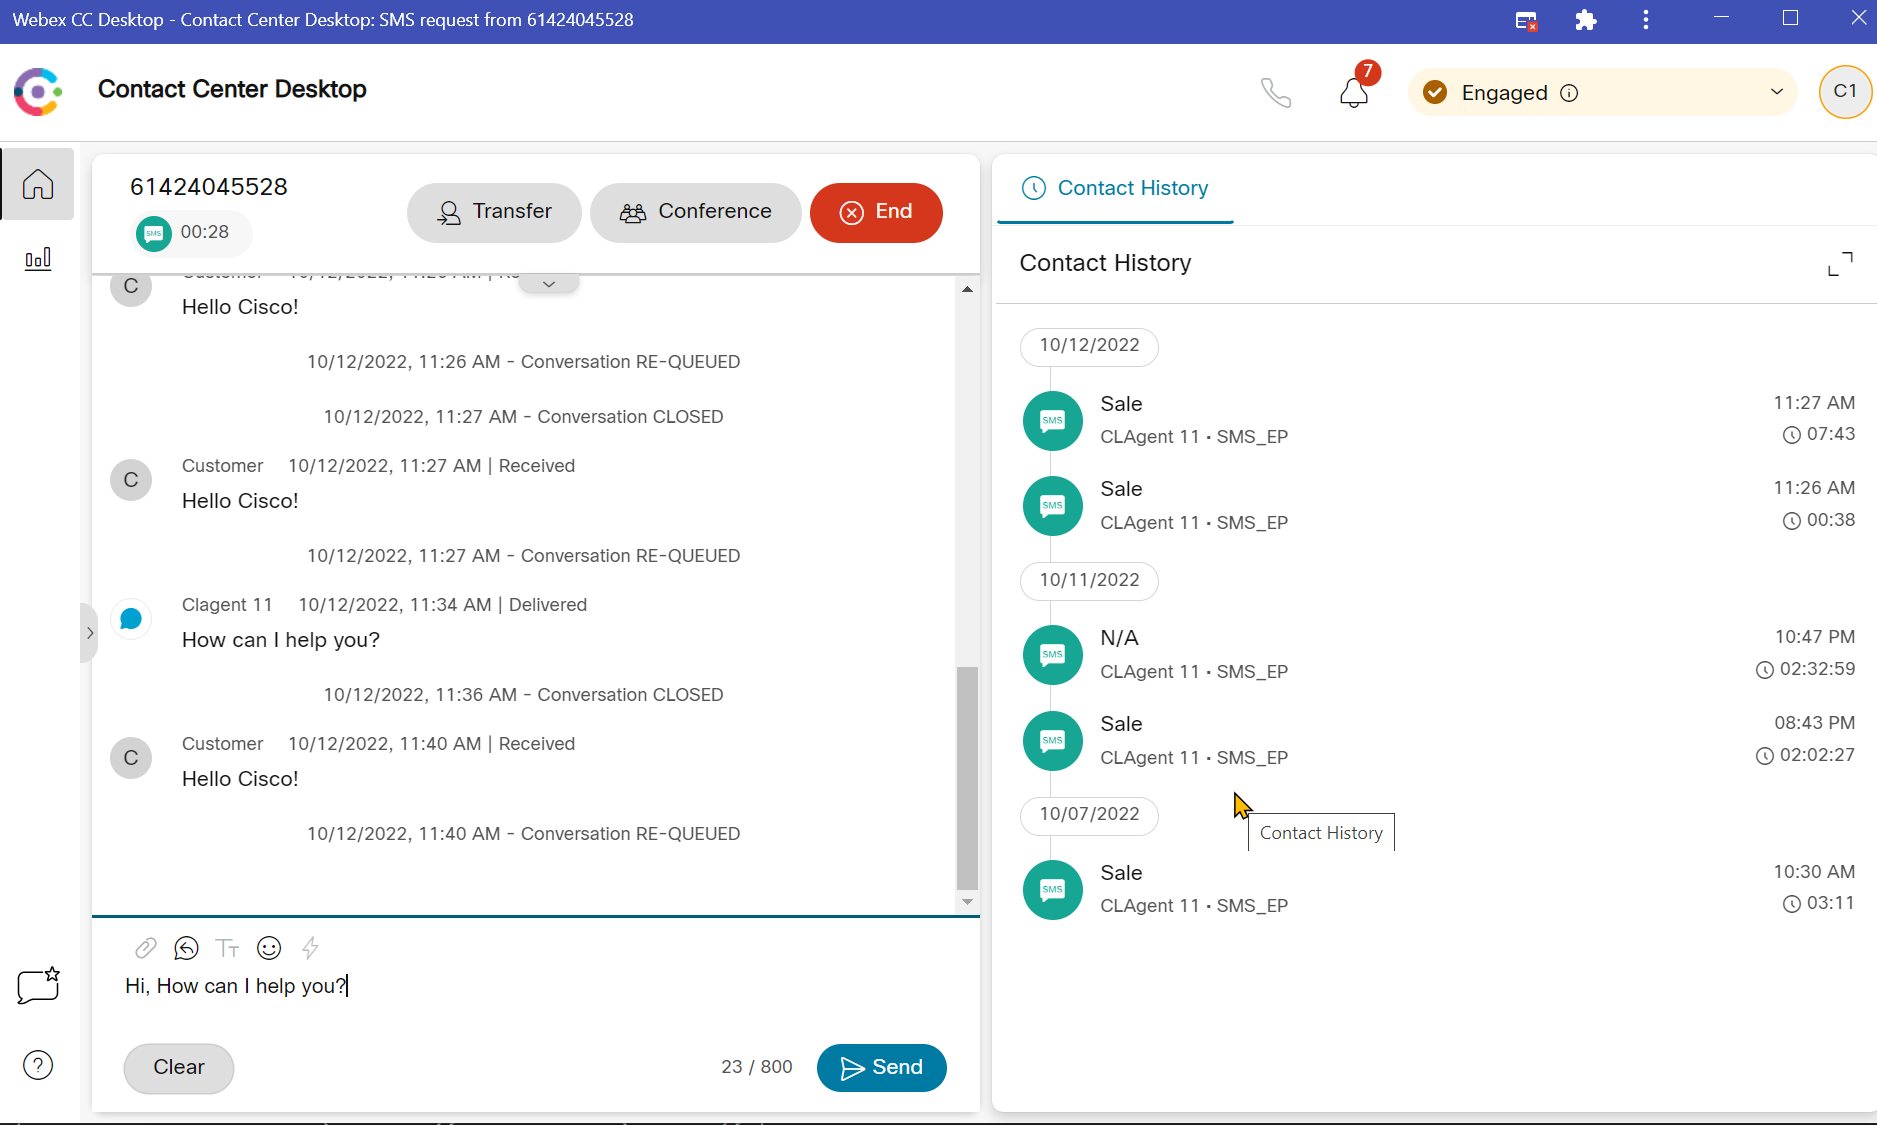 Webex CC Desktop - Contact Center Desktop: SMS request from 61424045528
Contact Center Desktop
7
Engaged
C1
61424045528
SMS 00:28
Transfer
Conference
End
C
Hello Cisco!
10/12/2022, 11:26 AM - Conversation RE-QUEUED
10/12/2022, 11:27 AM - Conversation CLOSED
C
Customer 10/12/2022, 11:27 AM | Received
Hello Cisco!
10/12/2022, 11:27 AM - Conversation RE-QUEUED
Clagent 11 10/12/2022, 11:34 AM | Delivered
How can I help you?
10/12/2022, 11:36 AM - Conversation CLOSED
C
Customer 10/12/2022, 11:40 AM | Received
Hello Cisco!
10/12/2022, 11:40 AM - Conversation RE-QUEUED
Hi, How can I help you?
Clear
23 / 800
Send
Contact History
Contact History
10/12/2022
SMS
Sale 11:27 AM
CLAgent 11 • SMS_EP 07:43
SMS
Sale 11:26 AM
CLAgent 11 • SMS_EP 00:38
10/11/2022
SMS
N/A 10:47 PM
CLAgent 11 • SMS_EP 02:32:59
SMS
Sale 08:43 PM
CLAgent 11 • SMS_EP 02:02:27
10/07/2022
Contact History
SMS
Sale 10:30 AM
CLAgent 11 • SMS_EP 03:11